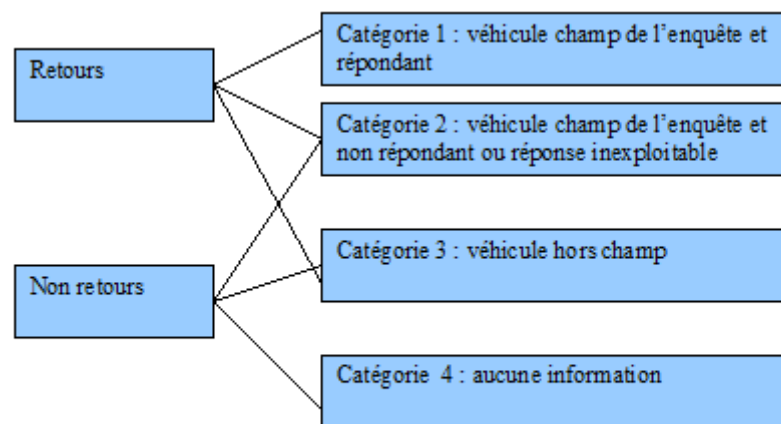 Retours
Non retours
Catégorie 1 : véhicule champ de l'enquête et
répondant
Catégorie 2 : véhicule champ de l'enquête et
non répondant ou réponse inexploitable
Catégorie 3 : véhicule hors champ
Catégorie 4 : aucune information